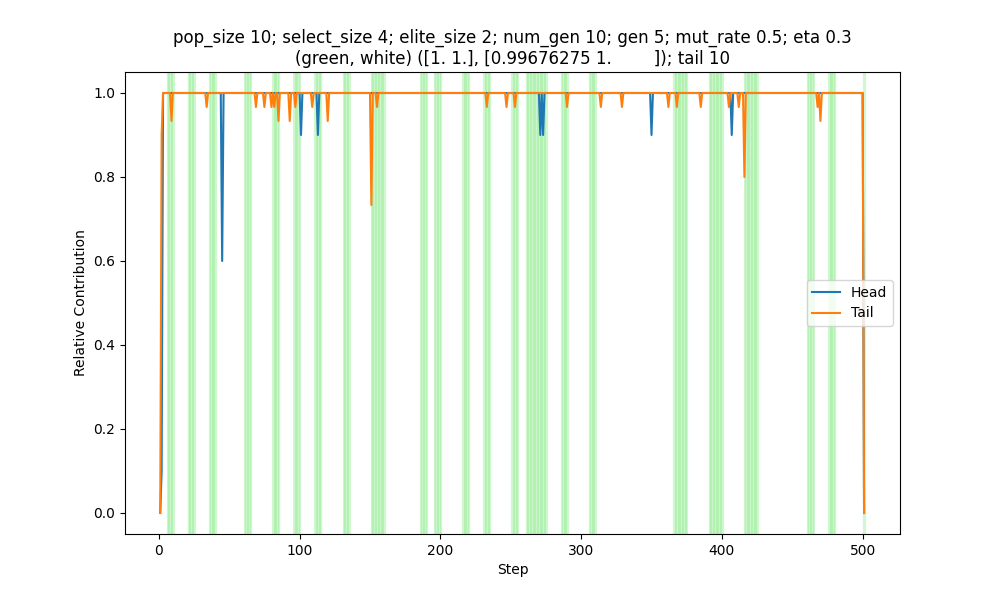 pop_size 10; select_size 4; elite_size 2; num_gen 10; gen 5; mut_rate 0.5; eta 0.3
(green, white) ([1. 1.], [0.99676275 1.         ]); tail 10
1.0
0.8
0.6
0.4
0.2
0.0
Relative Contribution
Head
Tail
0
100
200
300
400
500
Step